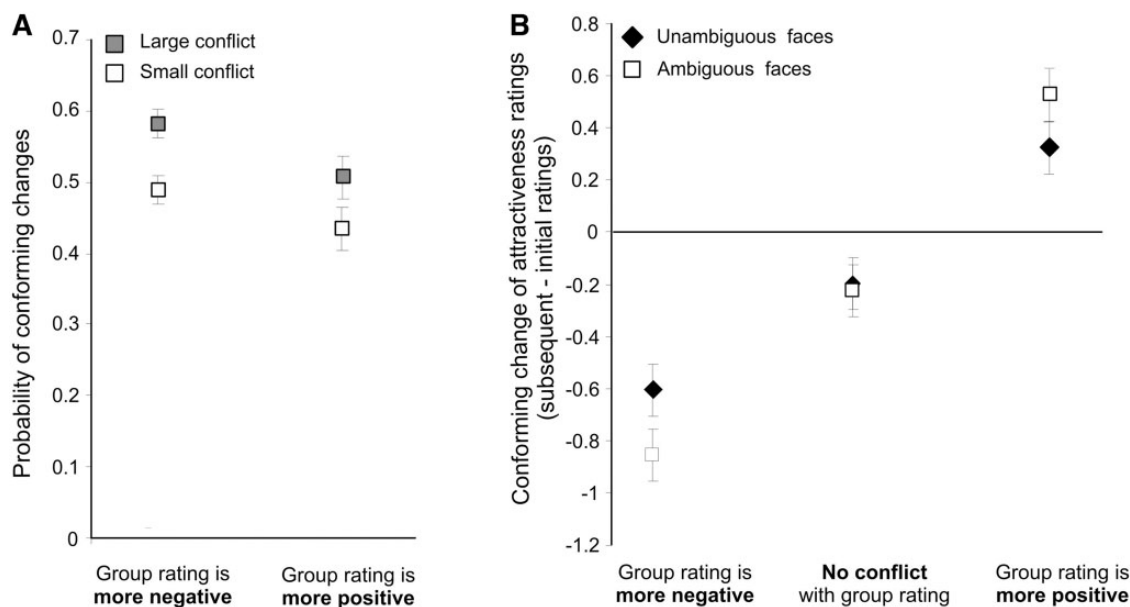 A
Probability of conforming changes
0.7
0.6
0.5
0.4
0.3
0.2
0.1
0
Large conflict
Small conflict
Group rating is
more negative
Group rating is
more positive
B
Conforming change of attractiveness ratings
(subsequent - initial ratings)
0.8
0.6
0.4
0.2
0
-0.2
-0.4
-0.6
-0.8
-1
-1.2
Unambiguous faces
Ambiguous faces
Group rating is
more negative
No conflict
with group rating
Group rating is
more positive